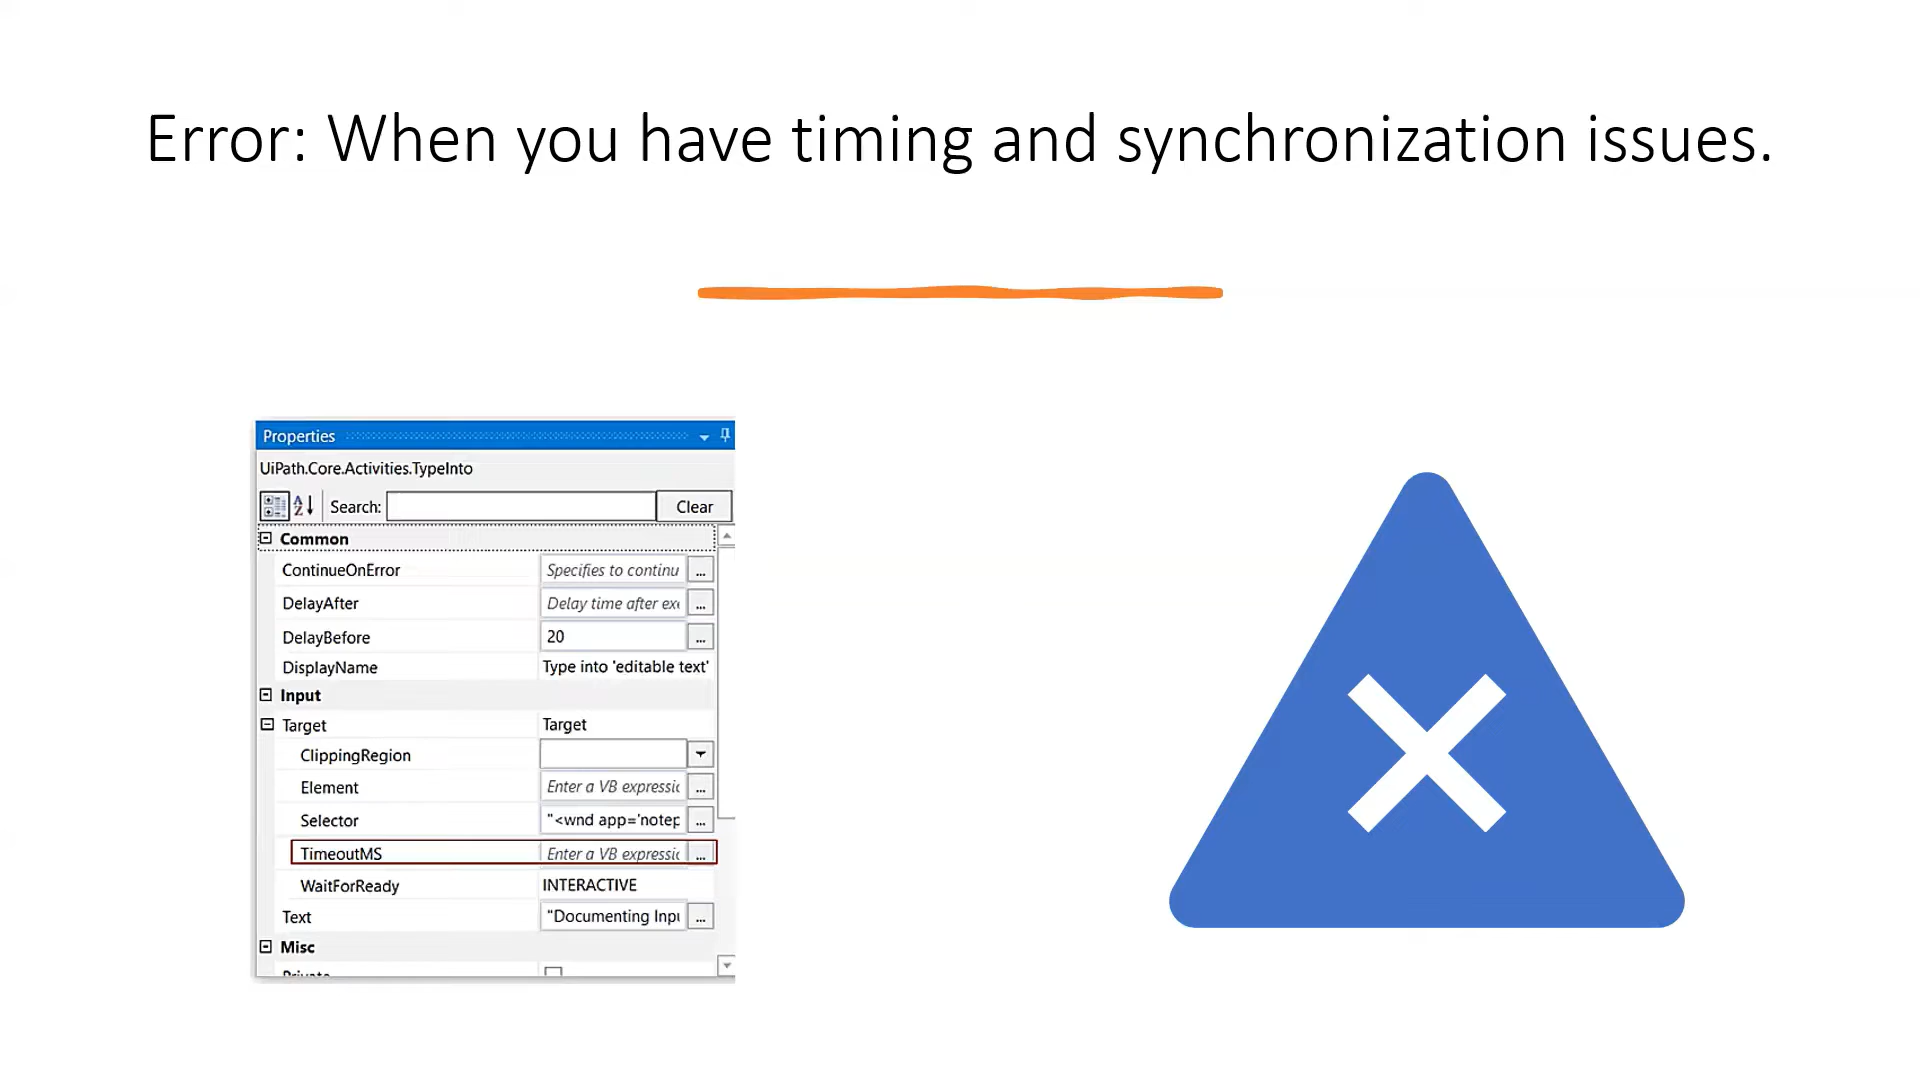 Error: When you have timing and synchronization issues.
Properties
UiPath.Core.Activities.TypeInto
Search: Clear
Common
ContinueOnError Specifies to continu ...
DelayAfter Delay time after exe ...
DelayBefore 20 ...
DisplayName Type into 'editable text'
Input
Target Target
ClippingRegion
Element Enter a VB expressic ...
Selector "<wnd app='notep ...
TimeoutMS Enter a VB expressic ...
WaitForReady INTERACTIVE
Text "Documenting Inpu ...
Misc
Private